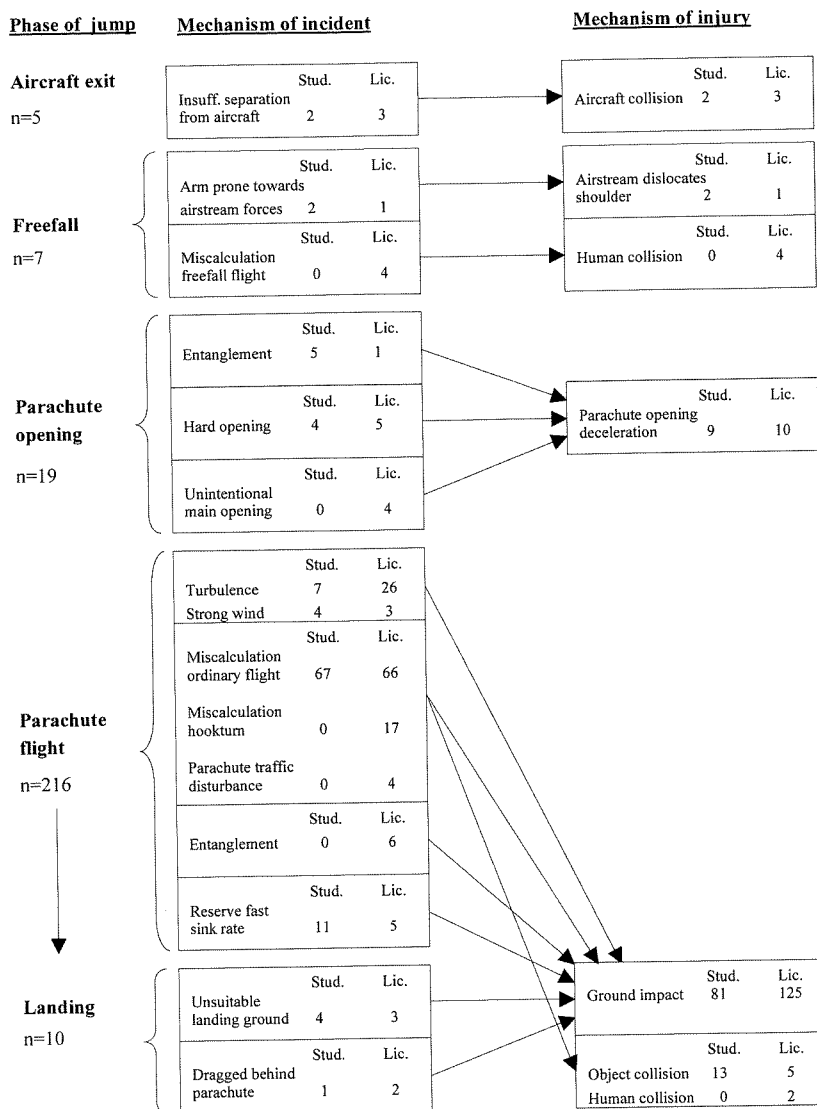 Phase of jump Mechanism of incident Mechanism of injury
Aircraft exit
n=5
Stud. Lic.
Insuff. separation
from aircraft 2 3
Stud. Lic.
Aircraft collision 2 3
Freefall
n=7
Stud. Lic.
Arm prone towards
airstream forces 2 1
Stud. Lic.
Miscalculation
freefall flight 0 4
Stud. Lic.
Airstream dislocates
shoulder 2 1
Stud. Lic.
Human collision 0 4
Parachute
opening
n=19
Stud. Lic.
Entanglement 5 1
Stud. Lic.
Hard opening 4 5
Stud. Lic.
Unintentional
main opening 0 4
Stud. Lic.
Parachute opening
deceleration 9 10
Parachute
flight
n=216
Stud. Lic.
Turbulence 7 26
Strong wind 4 3
Stud. Lic.
Miscalculation
ordinary flight 67 66
Miscalculation
hookturn 0 17
Parachute traffic
disturbance 0 4
Stud. Lic.
Entanglement 0 6
Stud. Lic.
Reserve fast
sink rate 11 5
Landing
n=10
Stud. Lic.
Unsuitable
landing ground 4 3
Stud. Lic.
Dragged behind
parachute 1 2
Stud. Lic.
Ground impact 81 125
Stud. Lic.
Object collision 13 5
Human collision 0 2